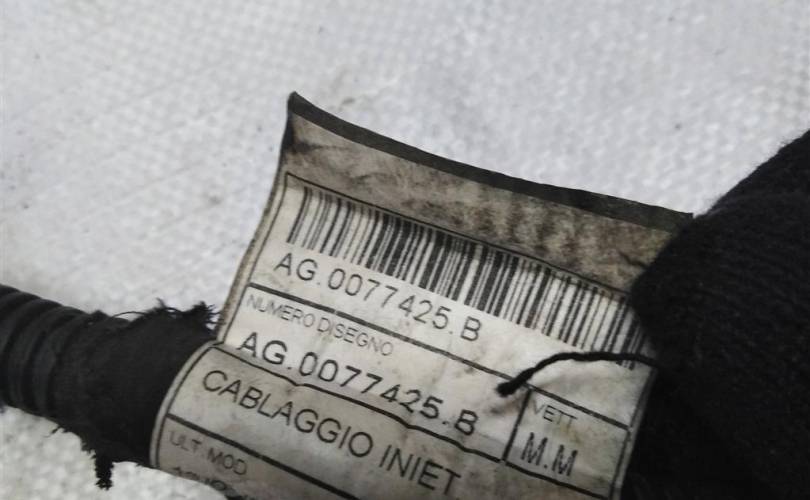 AG.0077425.B
NUMERO DISEGNO
AG.0077425.B
VETT
M.M
CABLAGGIO INIET.
ULT. MOD